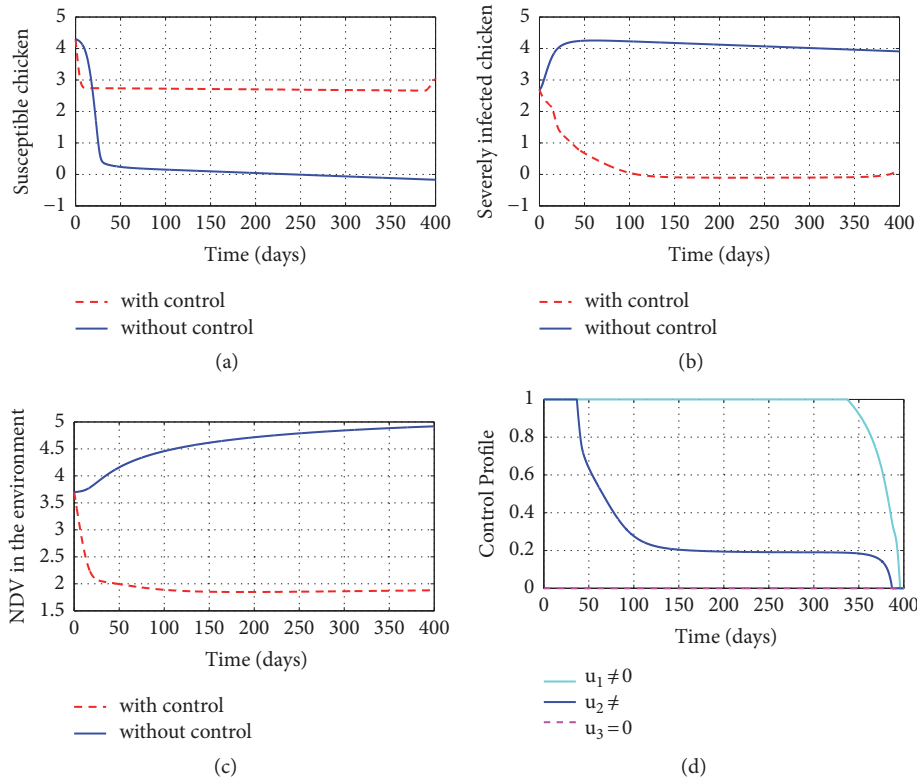 5
4
3
2
1
0
−1
Susceptible chicken
0 50 100 150 200 250 300 350 400
Time (days)
with control
without control
(a)
5
4
3
2
1
0
−1
Severely infected chicken
0 50 100 150 200 250 300 350 400
Time (days)
with control
without control
(b)
5
4.5
4
3.5
3
2.5
2
1.5
NDV in the environment
0 50 100 150 200 250 300 350 400
Time (days)
with control
without control
(c)
1
0.8
0.6
0.4
0.2
0
Control Profile
0 50 100 150 200 250 300 350 400
Time (days)
u₁ ≠ 0
u₂ ≠
u₃ = 0
(d)